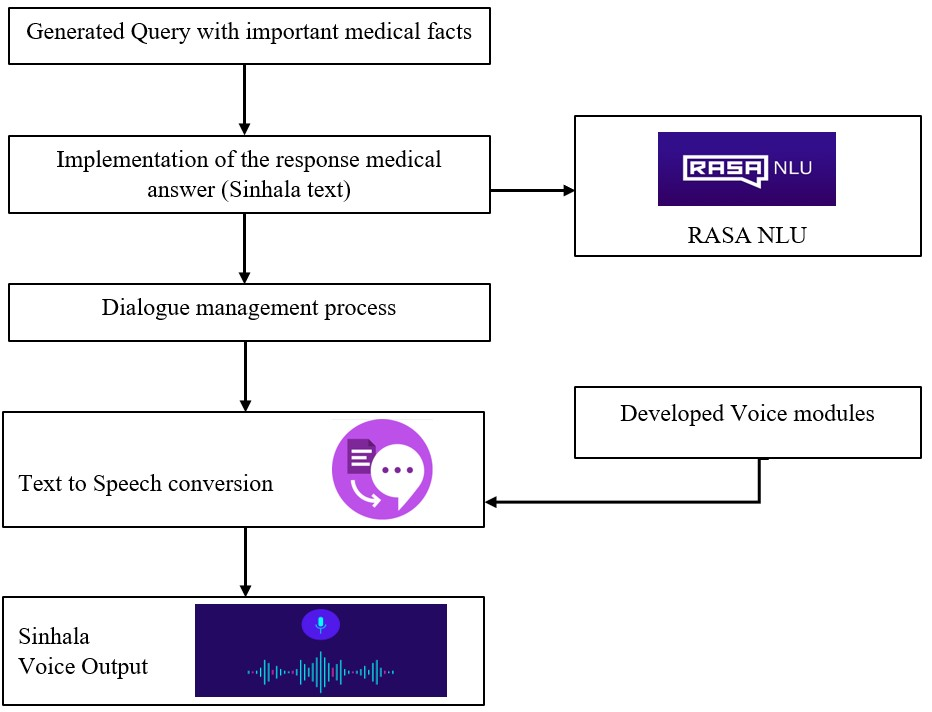 Generated Query with important medical facts
Implementation of the response medical
answer (Sinhala text)
RASA NLU
RASA NLU
Dialogue management process
Developed Voice modules
Text to Speech conversion
Sinhala
Voice Output